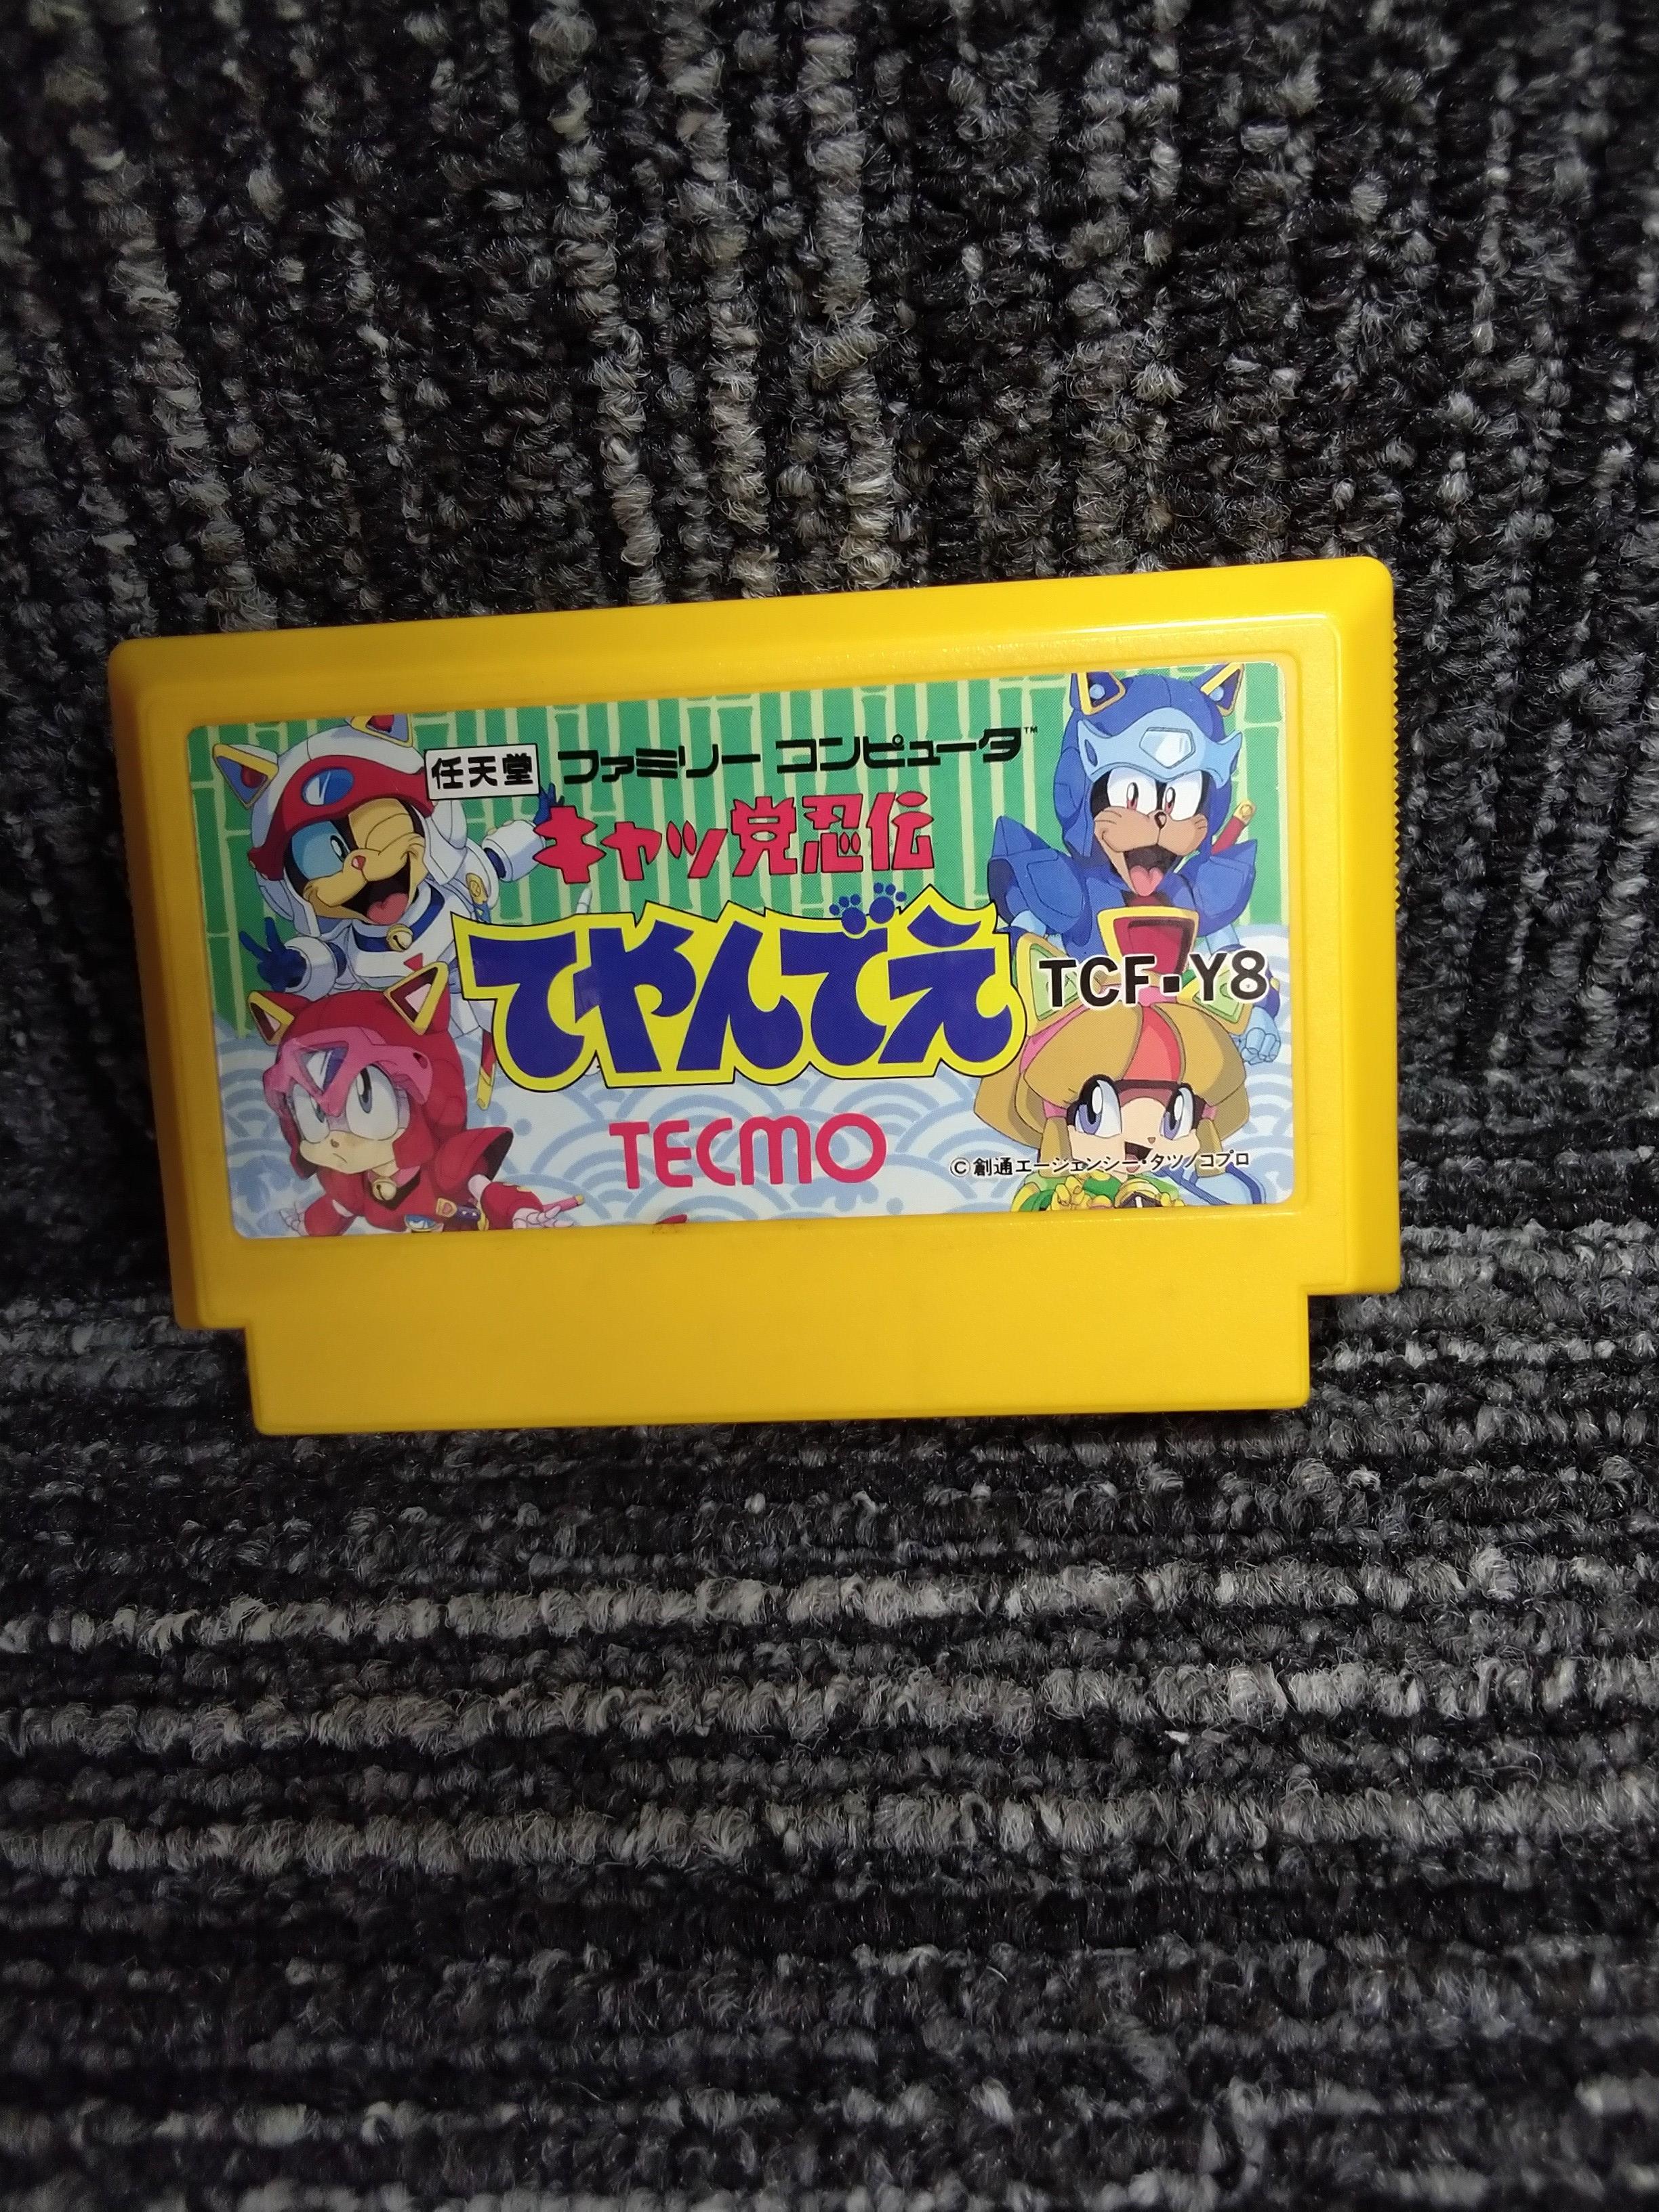 任天堂 ファミリー コンピュータ™
キャッ党忍伝
てやんでえ
TCF-Y8
TECMO
©創通エージェンシー・タツノコプロ